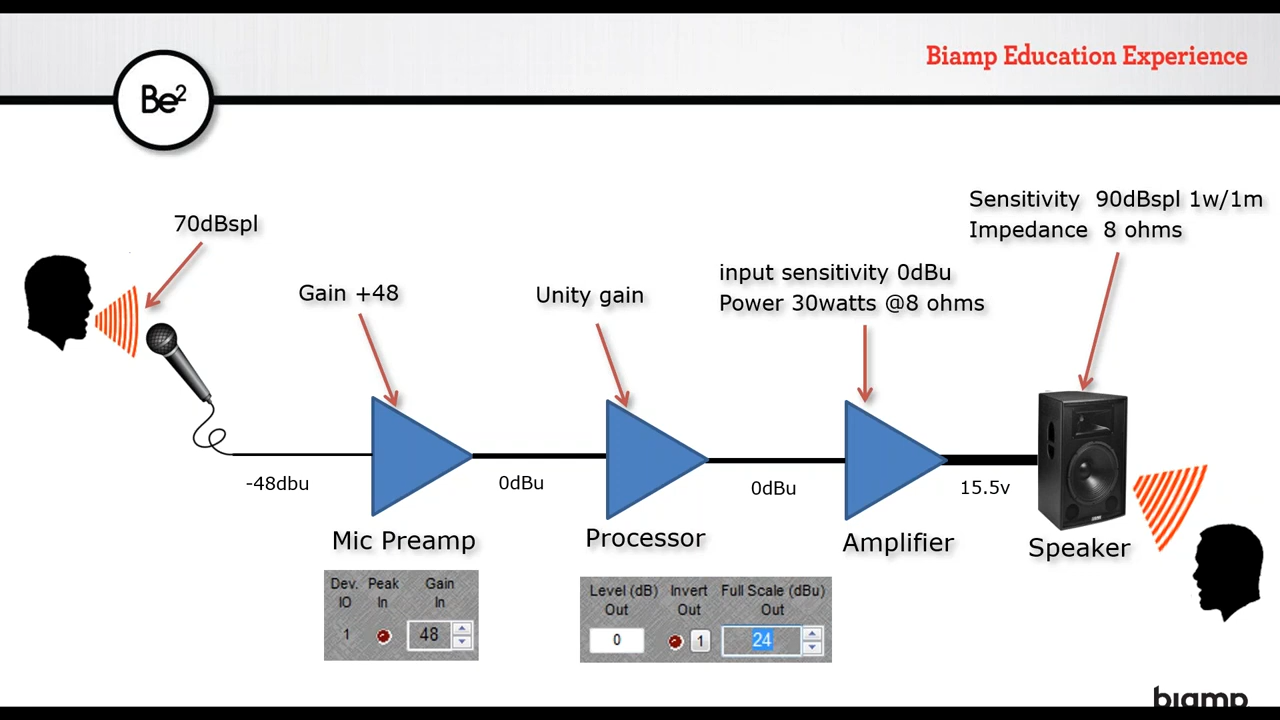 Biamp Education Experience
Be²
Sensitivity 90dBspl 1w/1m
Impedance 8 ohms
70dBspl
input sensitivity 0dBu
Power 30watts @8 ohms
Gain +48
Unity gain
-48dbu
0dBu
0dBu
15.5v
Mic Preamp
Processor
Amplifier
Speaker
Dev. Peak Gain
IO In In
1 48
Level (dB) Invert Full Scale (dBu)
Out Out Out
0 1 24
biamp